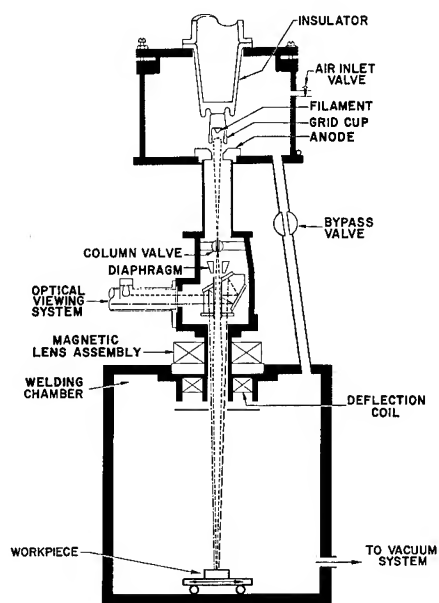 INSULATOR
AIR INLET
VALVE
FILAMENT
GRID CUP
ANODE
BYPASS
VALVE
COLUMN VALVE
DIAPHRAGM
OPTICAL
VIEWING
SYSTEM
MAGNETIC
LENS ASSEMBLY
WELDING
CHAMBER
DEFLECTION
COIL
WORKPIECE
TO VACUUM
SYSTEM